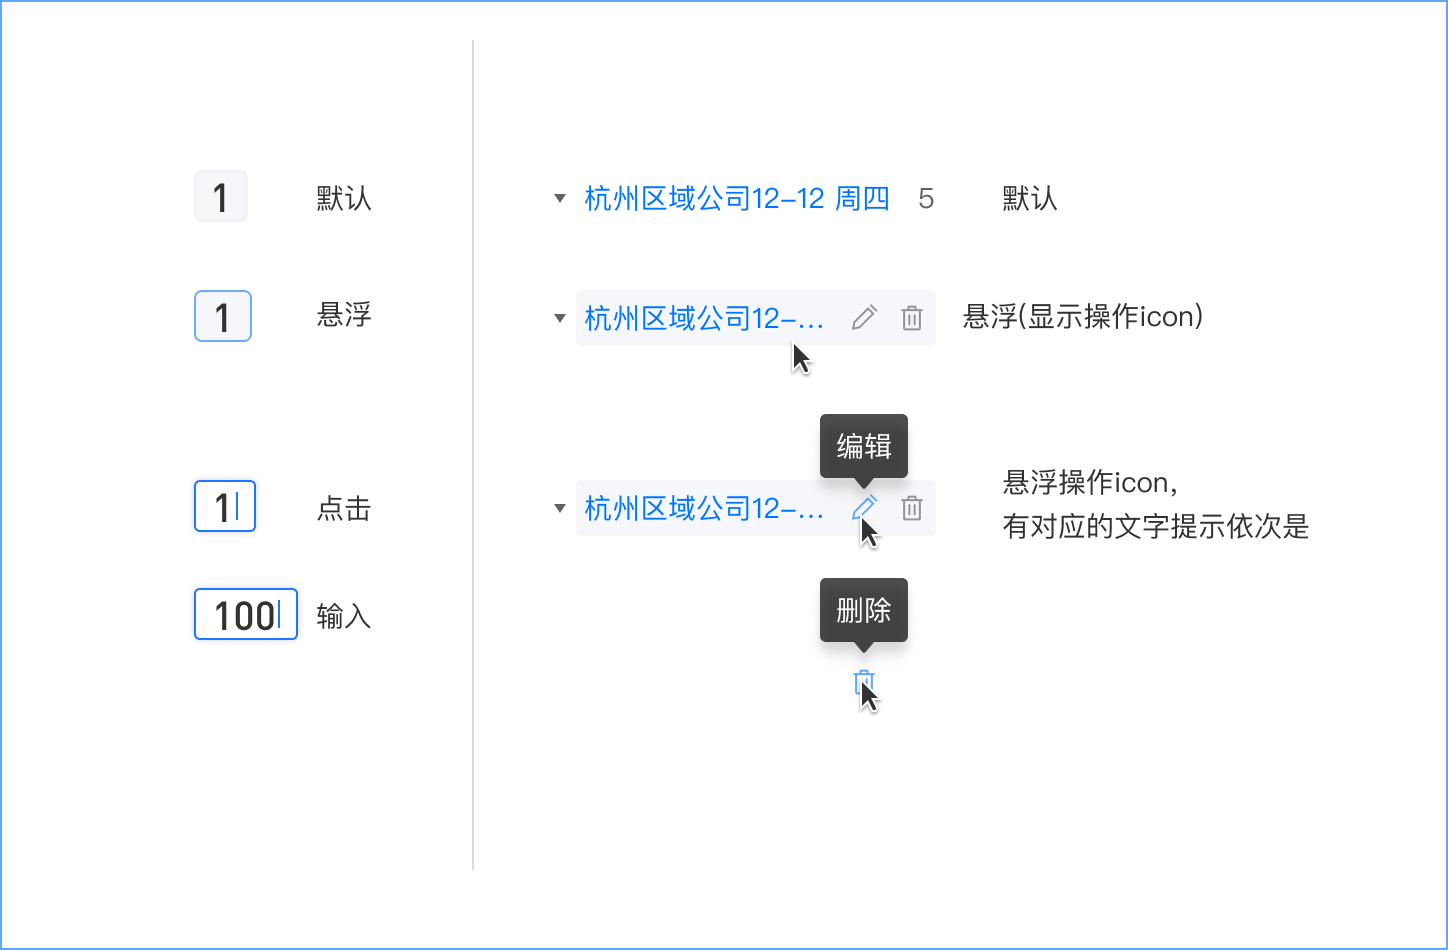 1 默认
1 悬浮
1 点击
100 输入
杭州区域公司12-12 周四 5 默认
杭州区域公司12-... 悬浮(显示操作icon)
编辑
杭州区域公司12-... 悬浮操作icon,
有对应的文字提示依次是
删除